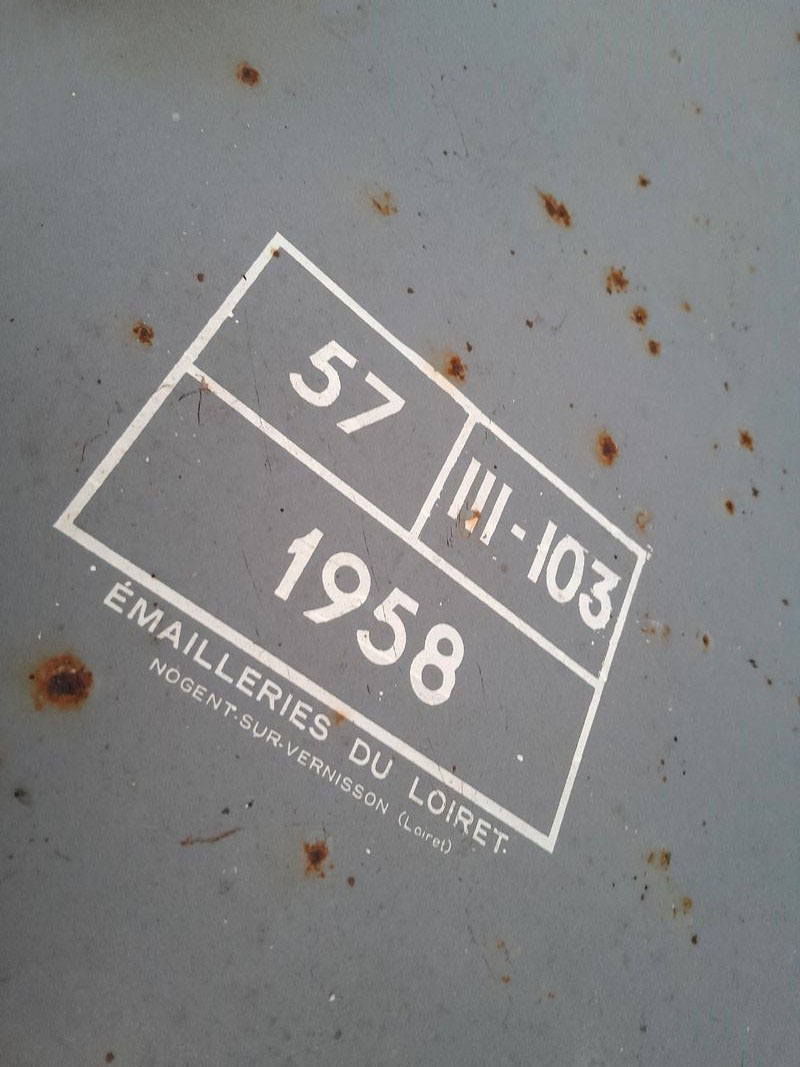 57
III-103
1958
ÉMAILLERIES DU LOIRET.
NOGENT-SUR-VERNISSON (Loiret)